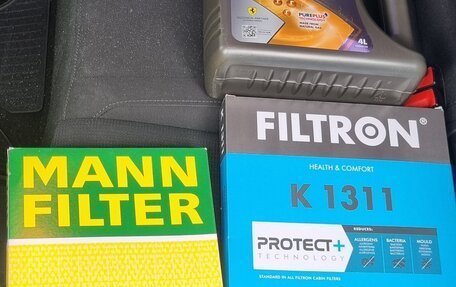 PUREPLUS
4L
MANN
FILTER
FILTRON®
HEALTH & COMFORT
K 1311
PROTECT+
TECHNOLOGY
REDUCES:
ALLERGENS BACTERIA MOULD
STANDARD IN ALL FILTRON CABIN FILTERS